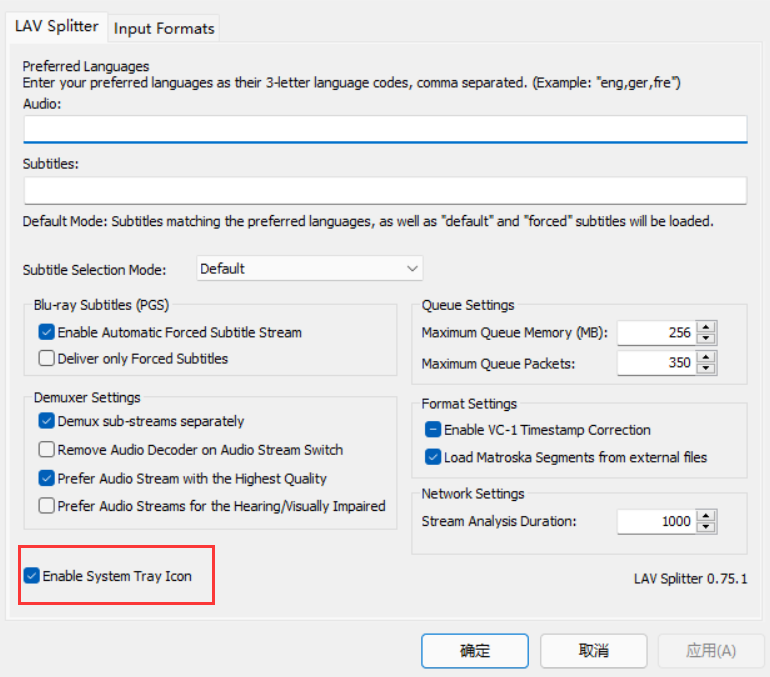 LAV Splitter
Input Formats
Preferred Languages
Enter your preferred languages as their 3-letter language codes, comma separated. (Example: "eng,ger,fre")
Audio:
Subtitles:
Default Mode: Subtitles matching the preferred languages, as well as "default" and "forced" subtitles will be loaded.
Subtitle Selection Mode:
Default
Blu-ray Subtitles (PGS)
Enable Automatic Forced Subtitle Stream
Deliver only Forced Subtitles
Queue Settings
Maximum Queue Memory (MB):
256
Maximum Queue Packets:
350
Demuxer Settings
Demux sub-streams separately
Remove Audio Decoder on Audio Stream Switch
Prefer Audio Stream with the Highest Quality
Prefer Audio Streams for the Hearing/Visually Impaired
Format Settings
Enable VC-1 Timestamp Correction
Load Matroska Segments from external files
Network Settings
Stream Analysis Duration:
1000
Enable System Tray Icon
LAV Splitter 0.75.1
确定
取消
应用(A)